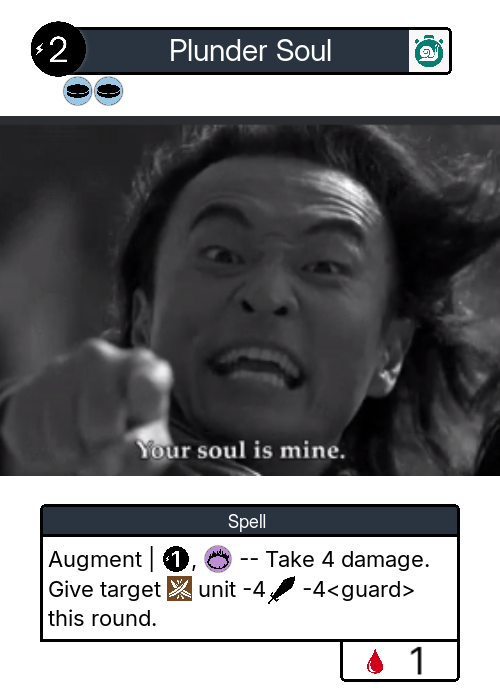 2
Plunder Soul
Your soul is mine.
Spell
Augment | 1, -- Take 4 damage.
Give target unit -4 -4<guard>
this round.
1